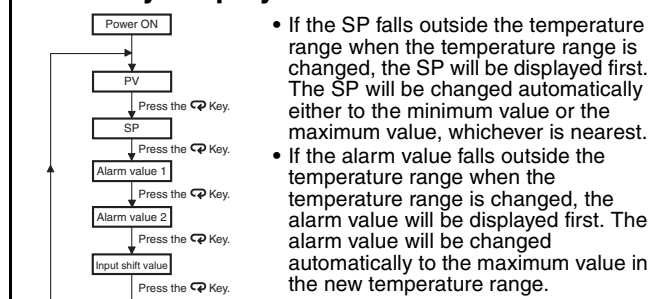 Power ON
PV
Press the Key.
SP
Press the Key.
Alarm value 1
Press the Key.
Alarm value 2
Press the Key.
Input shift value
Press the Key.
• If the SP falls outside the temperature
range when the temperature range is
changed, the SP will be displayed first.
The SP will be changed automatically
either to the minimum value or the
maximum value, whichever is nearest.
• If the alarm value falls outside the
temperature range when the
temperature range is changed, the
alarm value will be displayed first. The
alarm value will be changed
automatically to the maximum value in
the new temperature range.